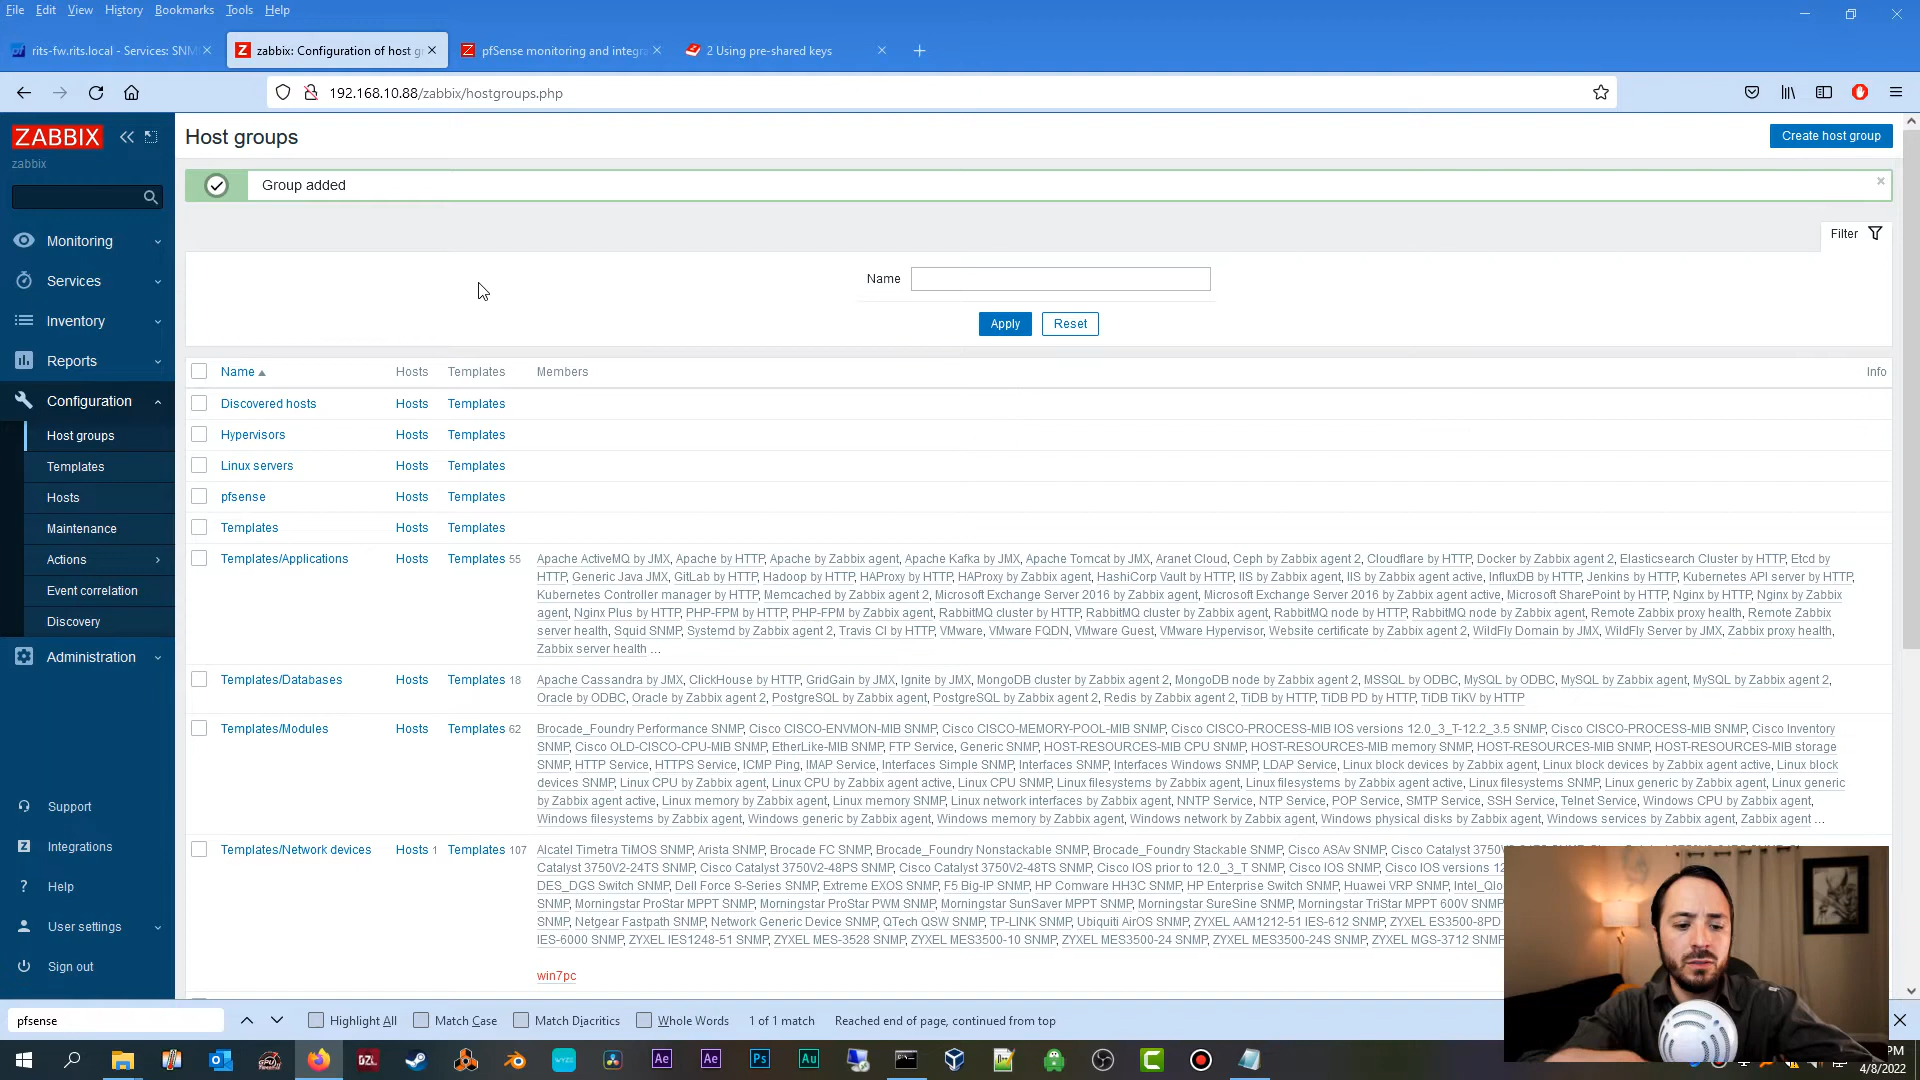 File Edit View History Bookmarks Tools Help
rits-fw.rits.local - Services: SNM
zabbix: Configuration of host g
pfSense monitoring and integra
2 Using pre-shared keys
192.168.10.88/zabbix/hostgroups.php
ZABBIX
zabbix
Monitoring
Services
Inventory
Reports
Configuration
Host groups
Templates
Hosts
Maintenance
Actions
Event correlation
Discovery
Administration
Support
Integrations
Help
User settings
Sign out
Host groups
Create host group
Group added
Filter
Name
Apply Reset
Name Hosts Templates Members Info
Discovered hosts Hosts Templates
Hypervisors Hosts Templates
Linux servers Hosts Templates
pfsense Hosts Templates
Templates Hosts Templates
Templates/Applications Hosts Templates 55 Apache ActiveMQ by JMX, Apache by HTTP, Apache by Zabbix agent, Apache Kafka by JMX, Apache Tomcat by JMX, Aranet Cloud, Ceph by Zabbix agent 2, Cloudflare by HTTP, Docker by Zabbix agent 2, Elasticsearch Cluster by HTTP, Etcd by
HTTP, Generic Java JMX, GitLab by HTTP, Hadoop by HTTP, HAProxy by HTTP, HAProxy by Zabbix agent, HashiCorp Vault by HTTP, IIS by Zabbix agent, IIS by Zabbix agent active, InfluxDB by HTTP, Jenkins by HTTP, Kubernetes API server by HTTP,
Kubernetes Controller manager by HTTP, Memcached by Zabbix agent 2, Microsoft Exchange Server 2016 by Zabbix agent, Microsoft Exchange Server 2016 by Zabbix agent active, Microsoft SharePoint by HTTP, Nginx by HTTP, Nginx by Zabbix
agent, Nginx Plus by HTTP, PHP-FPM by HTTP, PHP-FPM by Zabbix agent, RabbitMQ cluster by HTTP, RabbitMQ cluster by Zabbix agent, RabbitMQ node by HTTP, RabbitMQ node by Zabbix agent, Remote Zabbix proxy health, Remote Zabbix
server health, Squid SNMP, Systemd by Zabbix agent 2, Travis CI by HTTP, VMware, VMware FQDN, VMware Guest, VMware Hypervisor, Website certificate by Zabbix agent 2, WildFly Domain by JMX, WildFly Server by JMX, Zabbix proxy health,
Zabbix server health ...
Templates/Databases Hosts Templates 18 Apache Cassandra by JMX, ClickHouse by HTTP, GridGain by JMX, Ignite by JMX, MongoDB cluster by Zabbix agent 2, MongoDB node by Zabbix agent 2, MSSQL by ODBC, MySQL by ODBC, MySQL by Zabbix agent, MySQL by Zabbix agent 2,
Oracle by ODBC, Oracle by Zabbix agent 2, PostgreSQL by Zabbix agent, PostgreSQL by Zabbix agent 2, Redis by Zabbix agent 2, TiDB by HTTP, TiDB PD by HTTP, TiDB TiKV by HTTP
Templates/Modules Hosts Templates 62 Brocade_Foundry Performance SNMP, Cisco CISCO-ENVMON-MIB SNMP, Cisco CISCO-MEMORY-POOL-MIB SNMP, Cisco CISCO-PROCESS-MIB IOS versions 12.0_3_T-12.2_3.5 SNMP, Cisco CISCO-PROCESS-MIB SNMP, Cisco Inventory
SNMP, Cisco OLD-CISCO-CPU-MIB SNMP, EtherLike-MIB SNMP, FTP Service, Generic SNMP, HOST-RESOURCES-MIB CPU SNMP, HOST-RESOURCES-MIB memory SNMP, HOST-RESOURCES-MIB SNMP, HOST-RESOURCES-MIB storage
SNMP, HTTP Service, HTTPS Service, ICMP Ping, IMAP Service, Interfaces Simple SNMP, Interfaces SNMP, Interfaces Windows SNMP, LDAP Service, Linux block devices by Zabbix agent, Linux block devices by Zabbix agent active, Linux block
devices SNMP, Linux CPU by Zabbix agent, Linux CPU by Zabbix agent active, Linux CPU SNMP, Linux filesystems by Zabbix agent, Linux filesystems by Zabbix agent active, Linux filesystems SNMP, Linux generic by Zabbix agent, Linux generic
by Zabbix agent active, Linux memory by Zabbix agent, Linux memory SNMP, Linux network interfaces by Zabbix agent, NNTP Service, NTP Service, POP Service, SMTP Service, SSH Service, Telnet Service, Windows CPU by Zabbix agent,
Windows filesystems by Zabbix agent, Windows generic by Zabbix agent, Windows memory by Zabbix agent, Windows network by Zabbix agent, Windows physical disks by Zabbix agent, Windows services by Zabbix agent, Zabbix agent ...
Templates/Network devices Hosts 1 Templates 107 Alcatel Timetra TiMOS SNMP, Arista SNMP, Brocade FC SNMP, Brocade_Foundry Nonstackable SNMP, Brocade_Foundry Stackable SNMP, Cisco ASAv SNMP, Cisco Catalyst
Catalyst 3750V2-24TS SNMP, Cisco Catalyst 3750V2-24PS SNMP, Cisco Catalyst 3750V2-48TS SNMP, Cisco IOS prior to 12.0_3_T SNMP, Cisco IOS SNMP, Cisco IOS versions 12
DES_DGS Switch SNMP, Dell Force S-Series SNMP, Extreme EXOS SNMP, F5 Big-IP SNMP, HP Comware HH3C SNMP, HP Enterprise Switch SNMP, Huawei VRP SNMP, Intel_Qlo
SNMP, Morningstar ProStar MPPT SNMP, Morningstar ProStar PWM SNMP, Morningstar SunSaver MPPT SNMP, Morningstar SureSine SNMP, Morningstar TriStar MPPT 600V SNMP
SNMP, Netgear Fastpath SNMP, Network Generic Device SNMP, QTech QSW SNMP, TP-LINK SNMP, Ubiquiti AirOS SNMP, ZYXEL AAM1212-51 IES-612 SNMP, ZYXEL ES3500-8PD
IES-6000 SNMP, ZYXEL IES1248-51 SNMP, ZYXEL MES-3528 SNMP, ZYXEL MES3500-10 SNMP, ZYXEL MES3500-24 SNMP, ZYXEL MES3500-24S SNMP, ZYXEL MGS-3712 SNMP
win7pc
pfsense Highlight All Match Case Match Diacritics Whole Words 1 of 1 match Reached end of page, continued from top
PM
4/8/2022